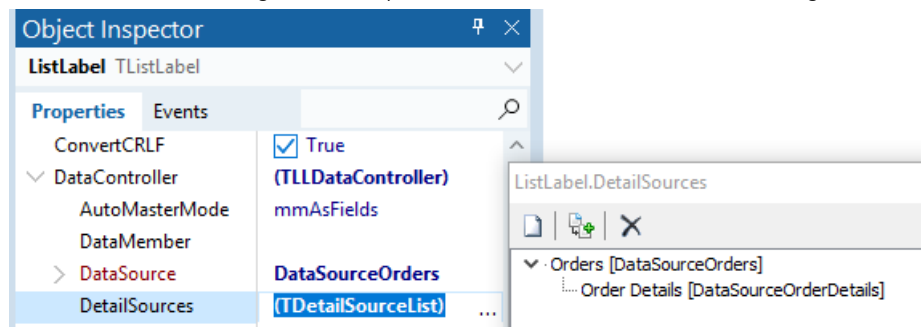 Object Inspector
ListLabel TListLabel
Properties Events
ConvertCRLF True
DataController (TLLDataController)
AutoMasterMode mmAsFields
DataMember
DataSource DataSourceOrders
DetailSources (TDetailSourceList) ...
ListLabel.DetailSources
Orders [DataSourceOrders]
Order Details [DataSourceOrderDetails]